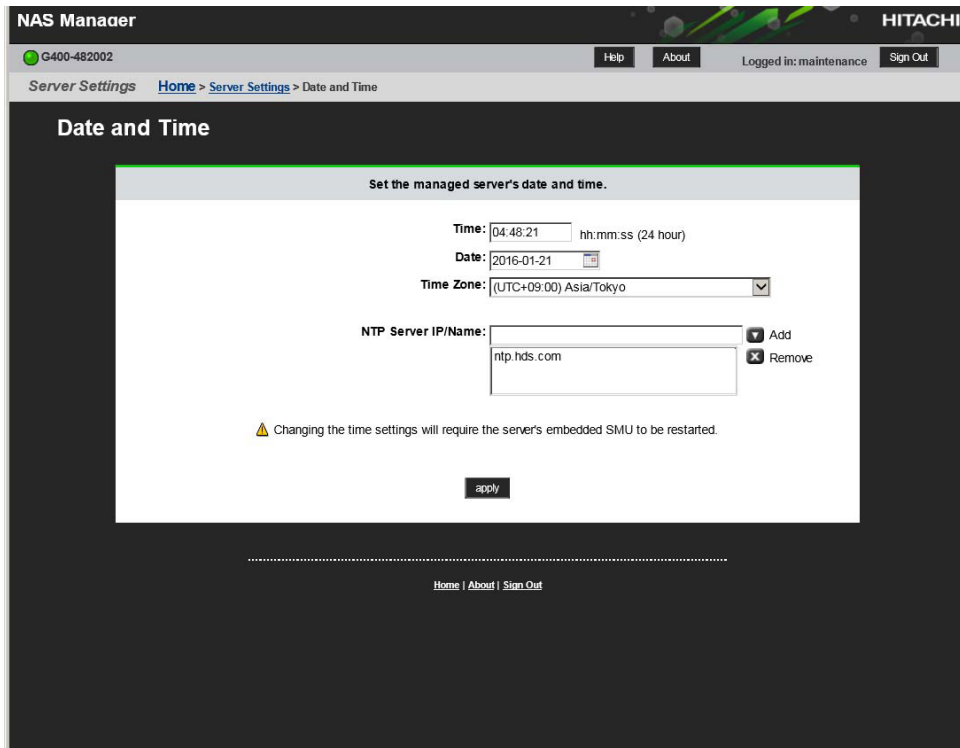 NAS Manager
HITACHI
G400-482002
Help
About
Logged in: maintenance
Sign Out
Server Settings
Home > Server Settings > Date and Time
Date and Time
Set the managed server's date and time.
Time: 04:48:21 hh:mm:ss (24 hour)
Date: 2016-01-21
Time Zone: (UTC+09:00) Asia/Tokyo
NTP Server IP/Name:
Add
ntp.hds.com
Remove
Changing the time settings will require the server's embedded SMU to be restarted.
apply
Home | About | Sign Out